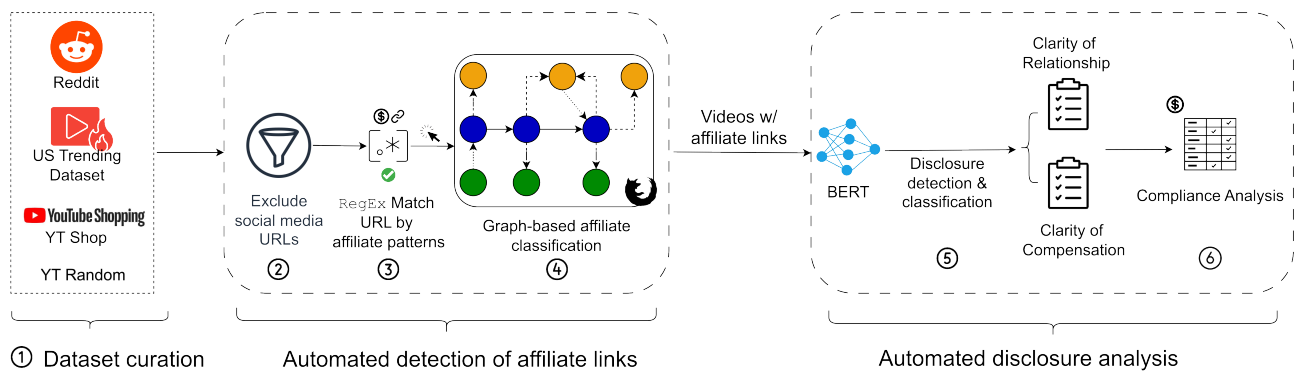 Reddit
US Trending
Dataset
YouTube Shopping
YT Shop
YT Random
Exclude
social media
URLs
②
$
.*
RegEx Match
URL by
affiliate patterns
③
Graph-based affiliate
classification
④
Videos w/
affiliate links
BERT
Disclosure
detection &
classification
⑤
Clarity of
Relationship
Clarity of
Compensation
$
Compliance Analysis
⑥
① Dataset curation
Automated detection of affiliate links
Automated disclosure analysis